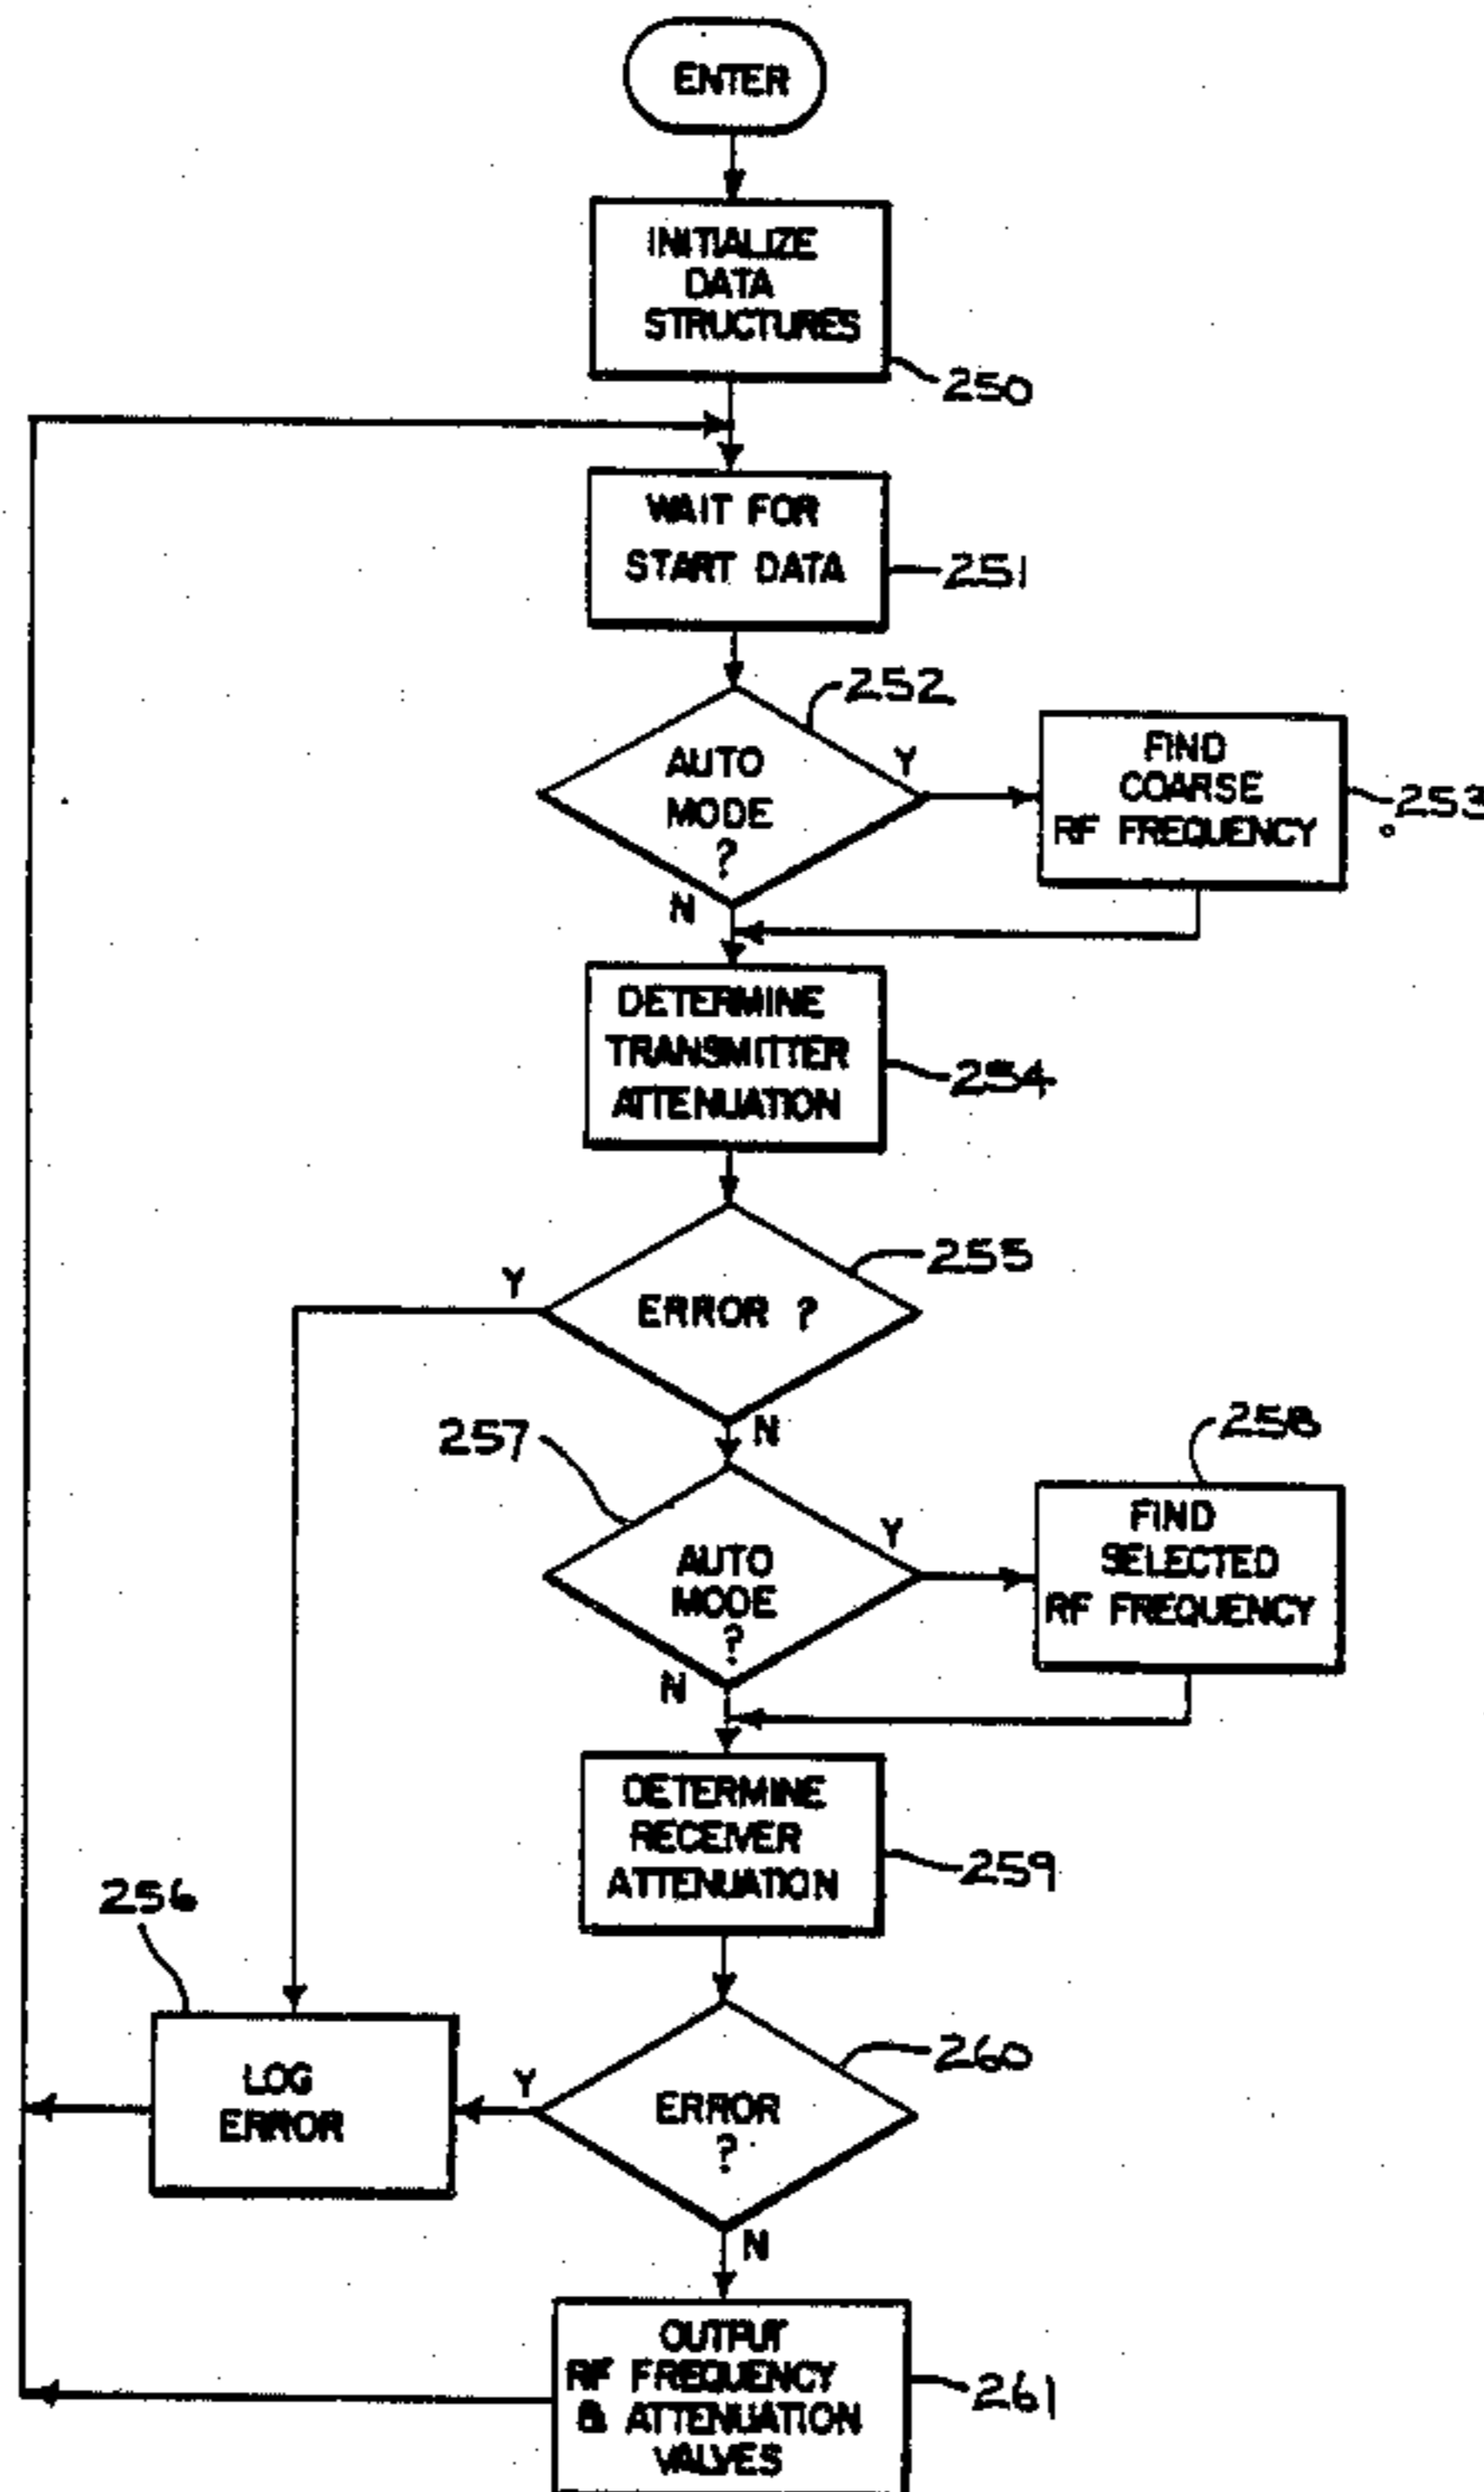 ENTER
INITIALIZE
DATA
STRUCTURES
250
WAIT FOR
START DATA
251
252
AUTO
MODE
?
Y
N
FIND
COARSE
RF FREQUENCY
253
DETERMINE
TRANSMITTER
ATTENUATION
254
255
ERROR ?
Y
N
257
AUTO
MODE
?
Y
N
258
FIND
SELECTED
RF FREQUENCY
DETERMINE
RECEIVER
ATTENUATION
259
256
LOG
ERROR
260
Y
ERROR
?
N
OUTPUT
RF FREQUENCY
& ATTENUATION
VALVES
261